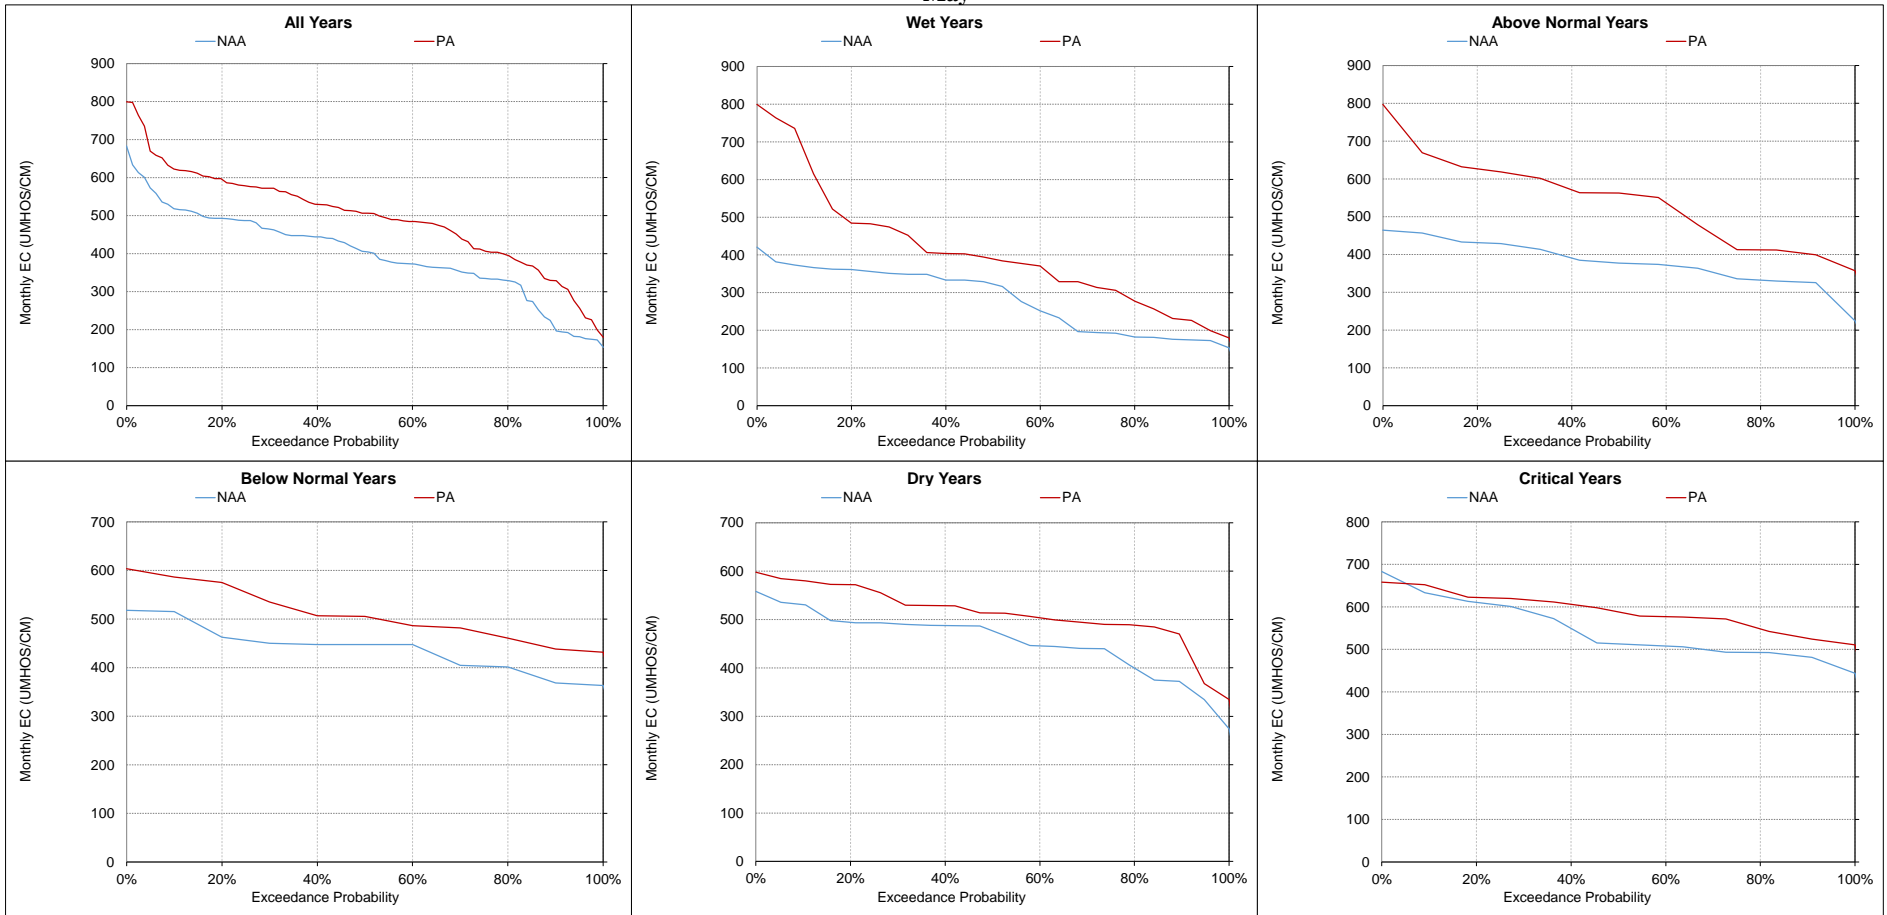 All Years
NAA PA
Monthly EC (UMHOS/CM)
900
800
700
600
500
400
300
200
100
0
0% 20% 40% 60% 80% 100%
Exceedance Probability
Wet Years
NAA PA
Monthly EC (UMHOS/CM)
900
800
700
600
500
400
300
200
100
0
0% 20% 40% 60% 80% 100%
Exceedance Probability
Above Normal Years
NAA PA
Monthly EC (UMHOS/CM)
900
800
700
600
500
400
300
200
100
0
0% 20% 40% 60% 80% 100%
Exceedance Probability
Below Normal Years
NAA PA
Monthly EC (UMHOS/CM)
700
600
500
400
300
200
100
0
0% 20% 40% 60% 80% 100%
Exceedance Probability
Dry Years
NAA PA
Monthly EC (UMHOS/CM)
700
600
500
400
300
200
100
0
0% 20% 40% 60% 80% 100%
Exceedance Probability
Critical Years
NAA PA
Monthly EC (UMHOS/CM)
800
700
600
500
400
300
200
100
0
0% 20% 40% 60% 80% 100%
Exceedance Probability